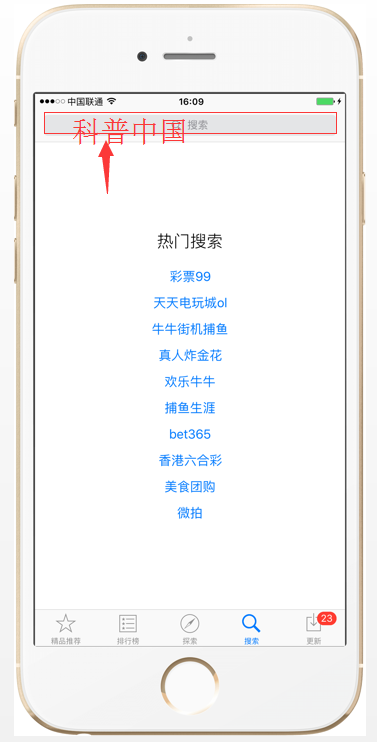 中国联通
16:09
科普中国
搜索
热门搜索
彩票99
天天电玩城ol
牛牛街机捕鱼
真人炸金花
欢乐牛牛
捕鱼生涯
bet365
香港六合彩
美食团购
微拍
23
精品推荐 排行榜 探索 搜索 更新